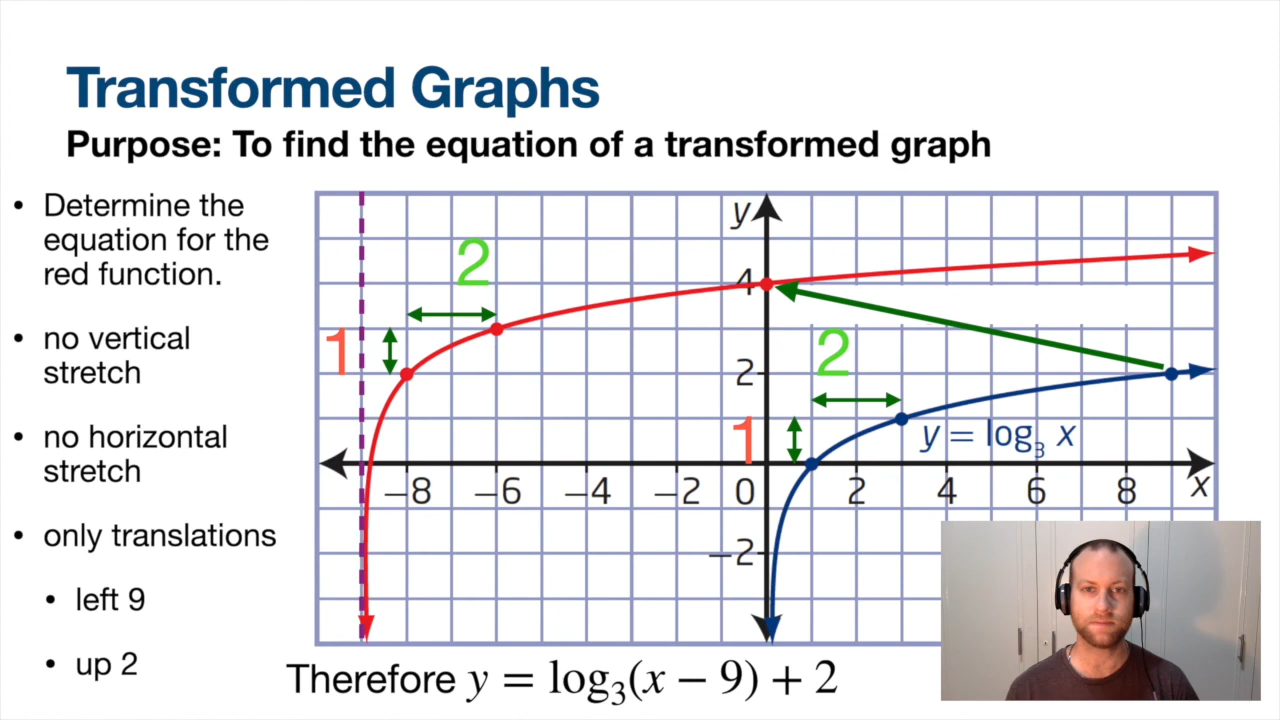 Transformed Graphs
Purpose: To find the equation of a transformed graph
• Determine the
equation for the
red function.
• no vertical
stretch
• no horizontal
stretch
• only translations
• left 9
• up 2
y
4
2
1
2
2
1
y = log₃ x
−8 −6 −4 −2 0 2 4 6 8 x
−2
Therefore y = log₃(x − 9) + 2